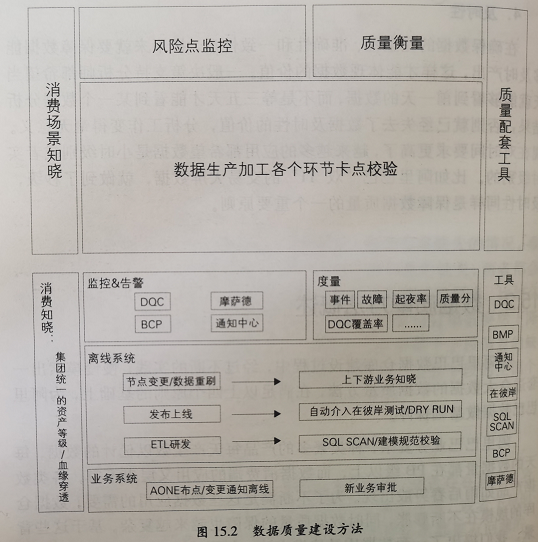 风险点监控
质量衡量
消费场景知晓
数据生产加工各个环节卡点校验
质量配套工具
消费知晓：
集团统一的资产等级/血缘穿透
监控&告警
DQC
摩萨德
BCP
通知中心
度量
事件
故障
起夜率
质量分
DQC覆盖率
......
离线系统
节点变更/数据重刷
上下游业务知晓
发布上线
自动介入在彼岸测试/DRY RUN
ETL研发
SQL SCAN/建模规范校验
业务系统
AONE布点/变更通知离线
新业务审批
工具
DQC
BMP
通知
中心
在彼岸
SQL
SCAN
BCP
摩萨德
图 15.2 数据质量建设方法